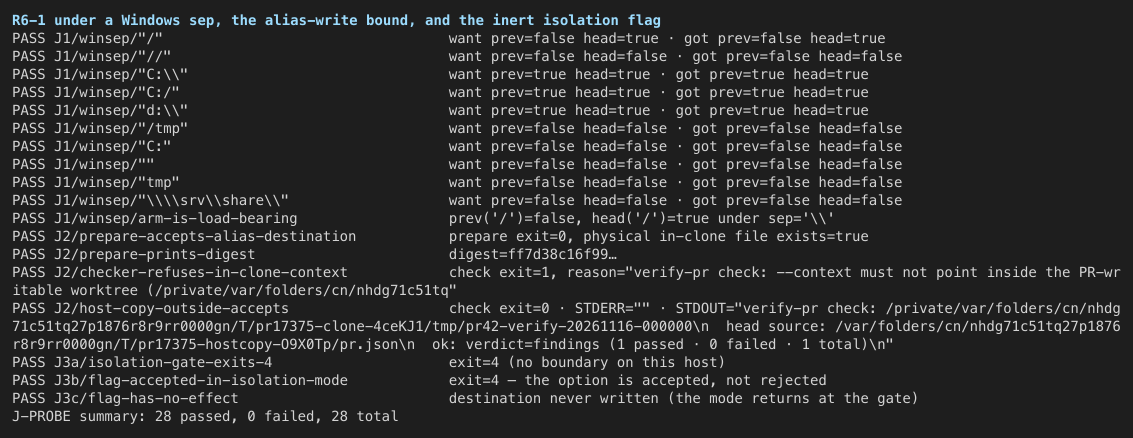 R6-1 under a Windows sep, the alias-write bound, and the inert isolation flag
PASS J1/winsep/"/" want prev=false head=true · got prev=false head=true
PASS J1/winsep/"//" want prev=false head=false · got prev=false head=false
PASS J1/winsep/"C:\\" want prev=true head=true · got prev=true head=true
PASS J1/winsep/"C:/" want prev=true head=true · got prev=true head=true
PASS J1/winsep/"d:\\" want prev=true head=true · got prev=true head=true
PASS J1/winsep/"/tmp" want prev=false head=false · got prev=false head=false
PASS J1/winsep/"C:" want prev=false head=false · got prev=false head=false
PASS J1/winsep/"" want prev=false head=false · got prev=false head=false
PASS J1/winsep/"tmp" want prev=false head=false · got prev=false head=false
PASS J1/winsep/"\\\\srv\\share\\" want prev=false head=false · got prev=false head=false
PASS J1/winsep/arm-is-load-bearing prev('/')=false, head('/')=true under sep='\\'
PASS J2/prepare-accepts-alias-destination prepare exit=0, physical in-clone file exists=true
PASS J2/prepare-prints-digest digest=ff7d38c16f99…
PASS J2/checker-refuses-in-clone-context check exit=1, reason="verify-pr check: --context must not point inside the PR-wr
itable worktree (/private/var/folders/cn/nhdg71c51tq"
PASS J2/host-copy-outside-accepts check exit=0 · STDERR="" · STDOUT="verify-pr check: /private/var/folders/cn/nhdg
71c51tq27p1876r8r9rr0000gn/T/pr17375-clone-4ceKJ1/tmp/pr42-verify-20261116-000000\n  head source: /var/folders/cn/nhdg71c51tq27p1876
r8r9rr0000gn/T/pr17375-hostcopy-O9X0Tp/pr.json\n  ok: verdict=findings (1 passed · 0 failed · 1 total)\n"
PASS J3a/isolation-gate-exits-4 exit=4 (no boundary on this host)
PASS J3b/flag-accepted-in-isolation-mode exit=4 — the option is accepted, not rejected
PASS J3c/flag-has-no-effect destination never written (the mode returns at the gate)
J-PROBE summary: 28 passed, 0 failed, 28 total